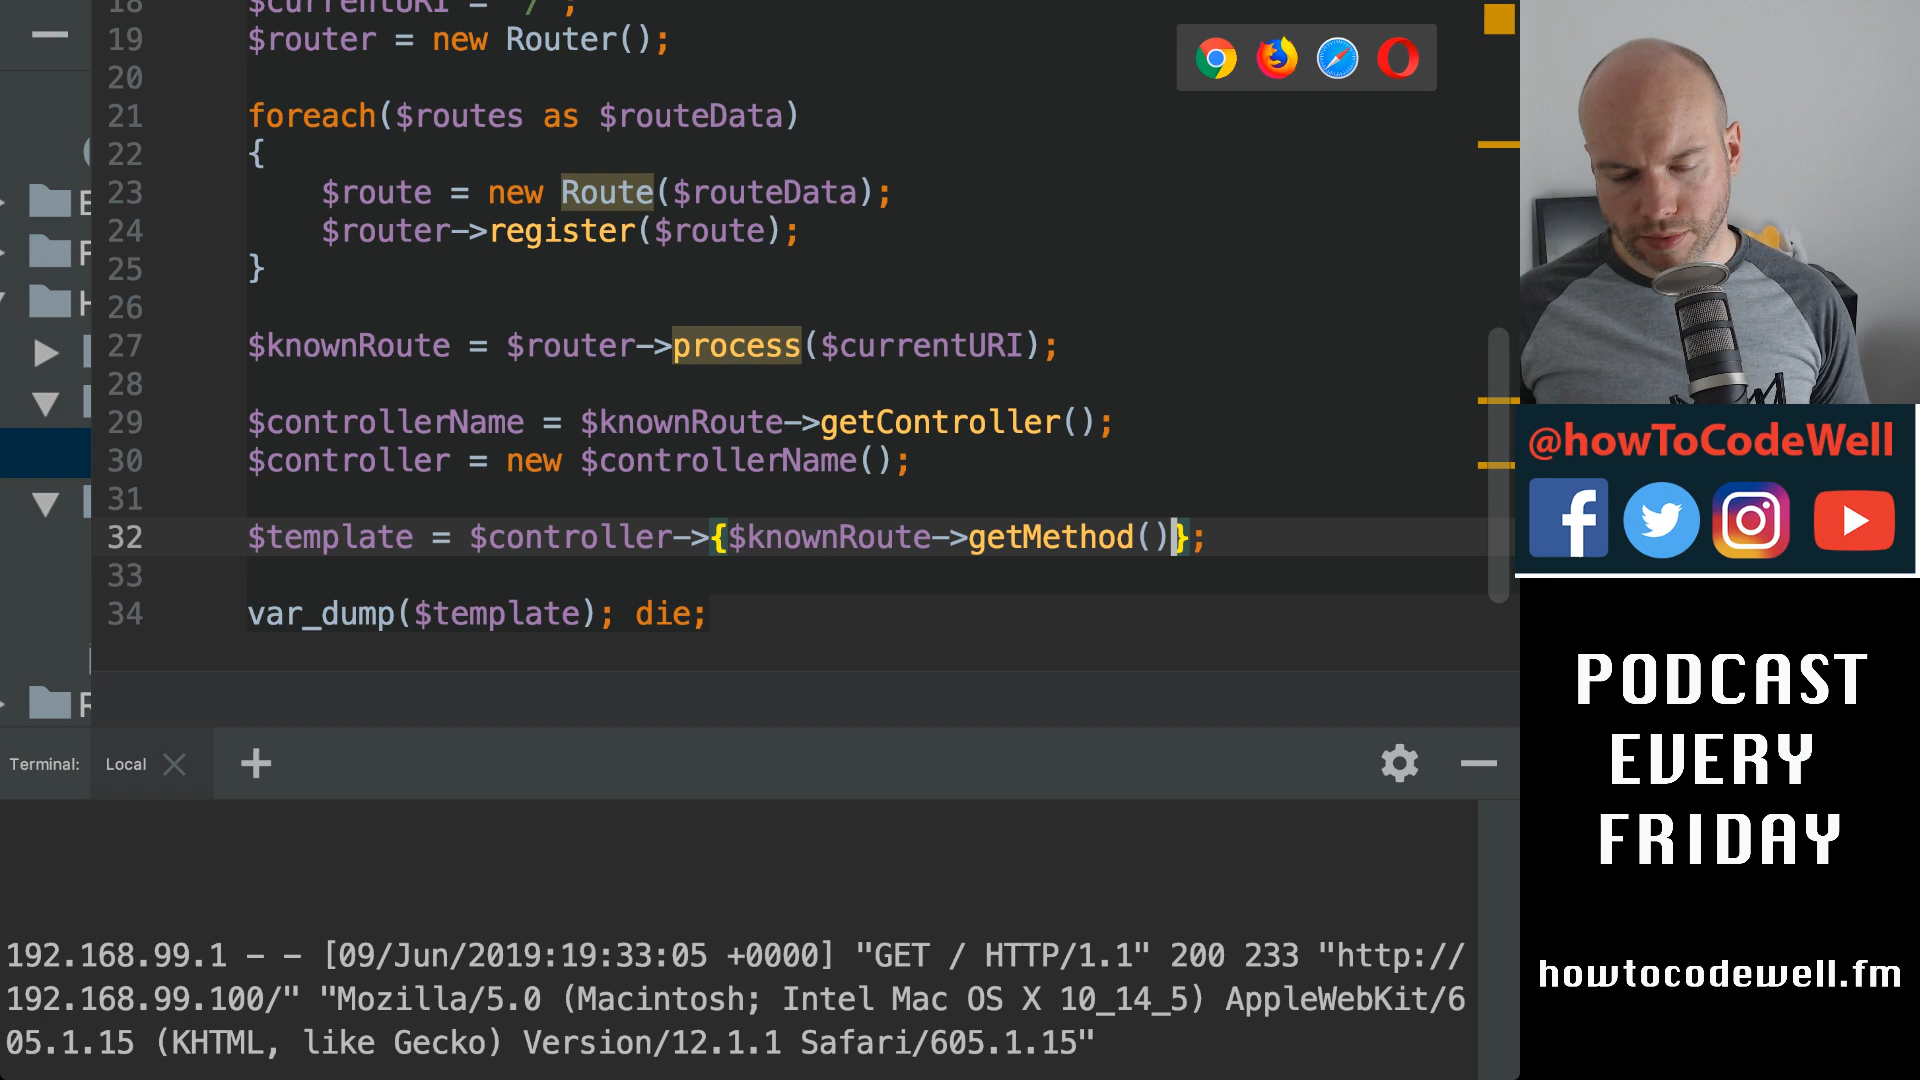 18 $currentURI = '/';
19 $router = new Router();
20
21 foreach($routes as $routeData)
22 {
23 $route = new Route($routeData);
24 $router->register($route);
25 }
26
27 $knownRoute = $router->process($currentURI);
28
29 $controllerName = $knownRoute->getController();
30 $controller = new $controllerName();
31
32 $template = $controller->{$knownRoute->getMethod()};
33
34 var_dump($template); die;
Terminal: Local
192.168.99.1 - - [09/Jun/2019:19:33:05 +0000] "GET / HTTP/1.1" 200 233 "http://
192.168.99.100/" "Mozilla/5.0 (Macintosh; Intel Mac OS X 10_14_5) AppleWebKit/6
05.1.15 (KHTML, like Gecko) Version/12.1.1 Safari/605.1.15"
@howToCodeWell
PODCAST
EVERY
FRIDAY
howtocodewell.fm